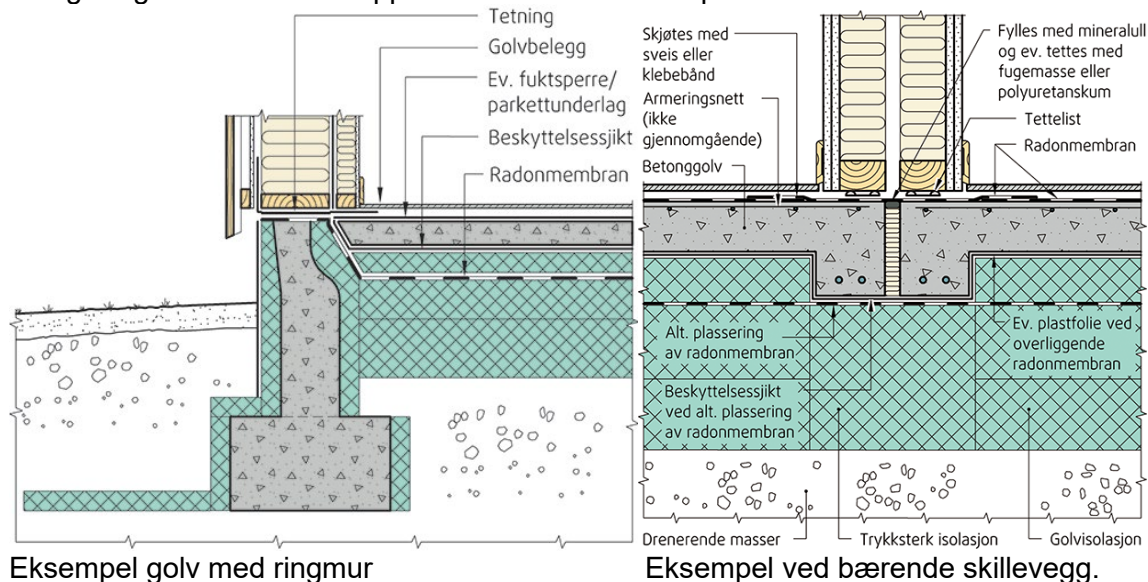 Tetning
Golvbelegg
Ev. fuktsperre/
parkettunderlag
Beskyttelsessjikt
Radonmembran
Skjøtes med
sveis eller
klebebånd
Armeringsnett
(ikke
gjennomgående)
Betonggolv
Fylles med mineralull
og ev. tettes med
fugemasse eller
polyuretanskum
Tettelist
Radonmembran
Alt. plassering
av radonmembran
Beskyttelsessjikt
ved alt. plassering
av radonmembran
Ev. plastfolie ved
overliggende
radonmembran
Drenerende masser
Trykksterk isolasjon
Golvisolasjon
Eksempel golv med ringmur
Eksempel ved bærende skillevegg.